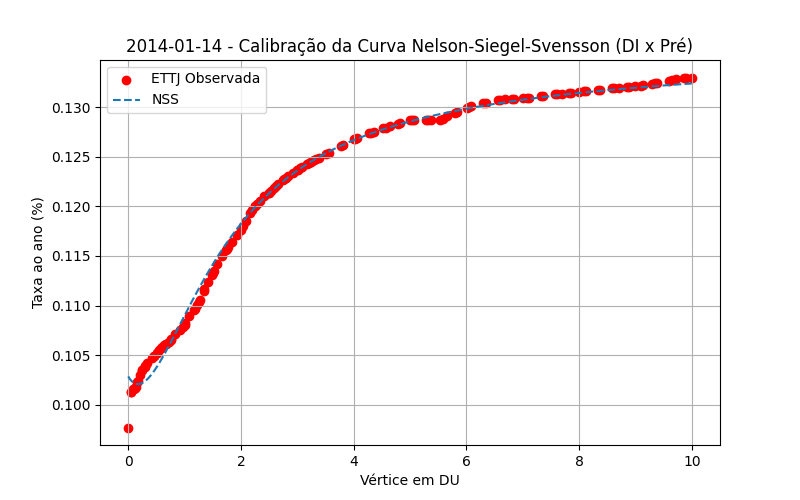 2014-01-14 - Calibração da Curva Nelson-Siegel-Svensson (DI x Pré)
ETTJ Observada
NSS
Taxa ao ano (%)
0.130
0.125
0.120
0.115
0.110
0.105
0.100
0 2 4 6 8 10
Vértice em DU